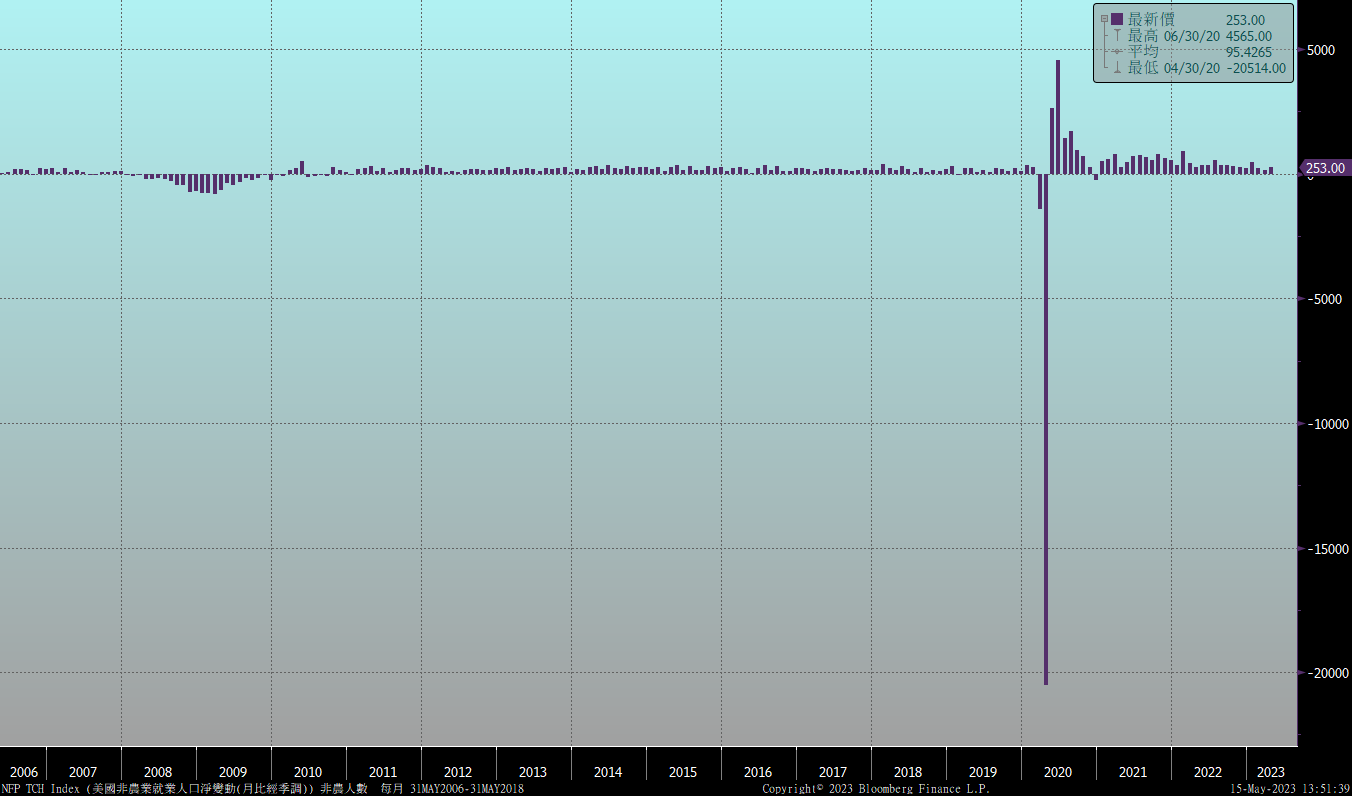 最新價 253.00
最高 06/30/20 4565.00
平均 95.4265
最低 04/30/20 -20514.00
5000
253.00
0
-5000
-10000
-15000
-20000
2006 2007 2008 2009 2010 2011 2012 2013 2014 2015 2016 2017 2018 2019 2020 2021 2022 2023
NFP TCH Index (美國非農業就業人口淨變動(月比經季調)) 非農人數 每月 31MAY2006-31MAY2018 Copyright© 2023 Bloomberg Finance L.P. 15-May-2023 13:51:39